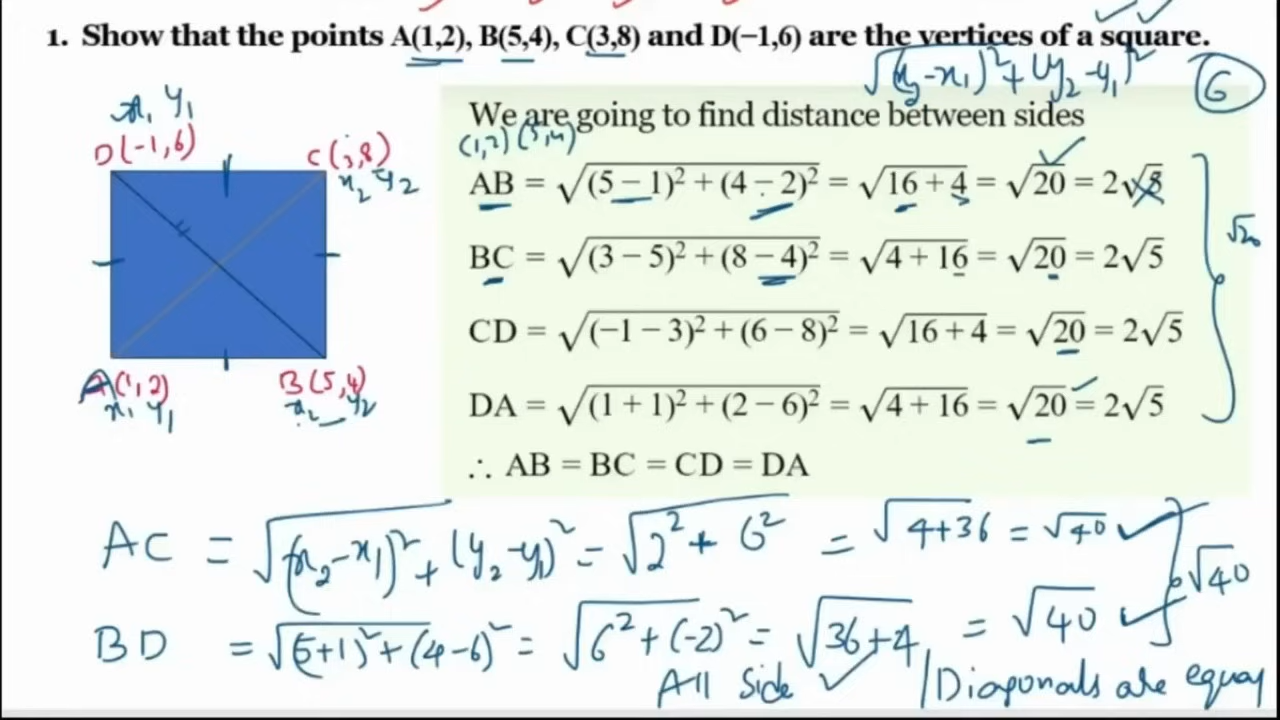 1. Show that the points A(1,2), B(5,4), C(3,8) and D(−1,6) are the vertices of a square.
√(x₂−x₁)² + (y₂−y₁)²
6
We are going to find distance between sides
x₁ y₁
D(-1,6)
C(3,8)
x₂ y₂
(1,2) (5,4)
AB = √(5 − 1)² + (4 − 2)² = √16 + 4 = √20 = 2√5
BC = √(3 − 5)² + (8 − 4)² = √4 + 16 = √20 = 2√5
√20
CD = √(−1 − 3)² + (6 − 8)² = √16 + 4 = √20 = 2√5
A(1,2)
x₁ y₁
B(5,4)
x₂ y₂
DA = √(1 + 1)² + (2 − 6)² = √4 + 16 = √20 = 2√5
∴ AB = BC = CD = DA
AC = √(x₂-x₁)² + (y₂-y₁)² = √2² + 6² = √4+36 = √40
√40
BD = √(5+1)² + (4-6)² = √6² + (-2)² = √36+4 = √40
All side ✓ / Diagonals are equay